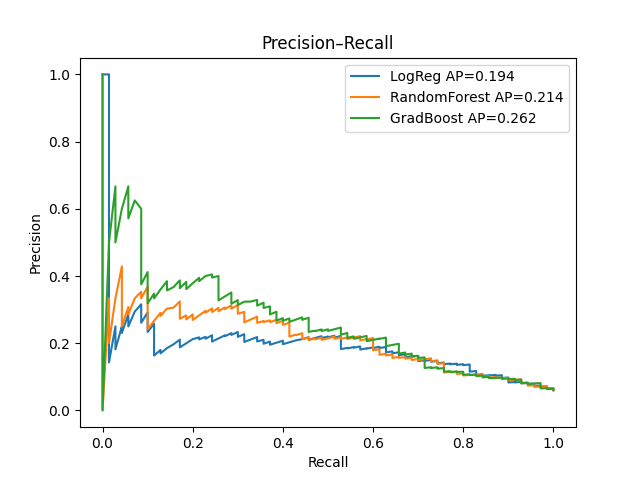 Precision–Recall
LogReg AP=0.194
RandomForest AP=0.214
GradBoost AP=0.262
Precision
1.0
0.8
0.6
0.4
0.2
0.0
0.0 0.2 0.4 0.6 0.8 1.0
Recall